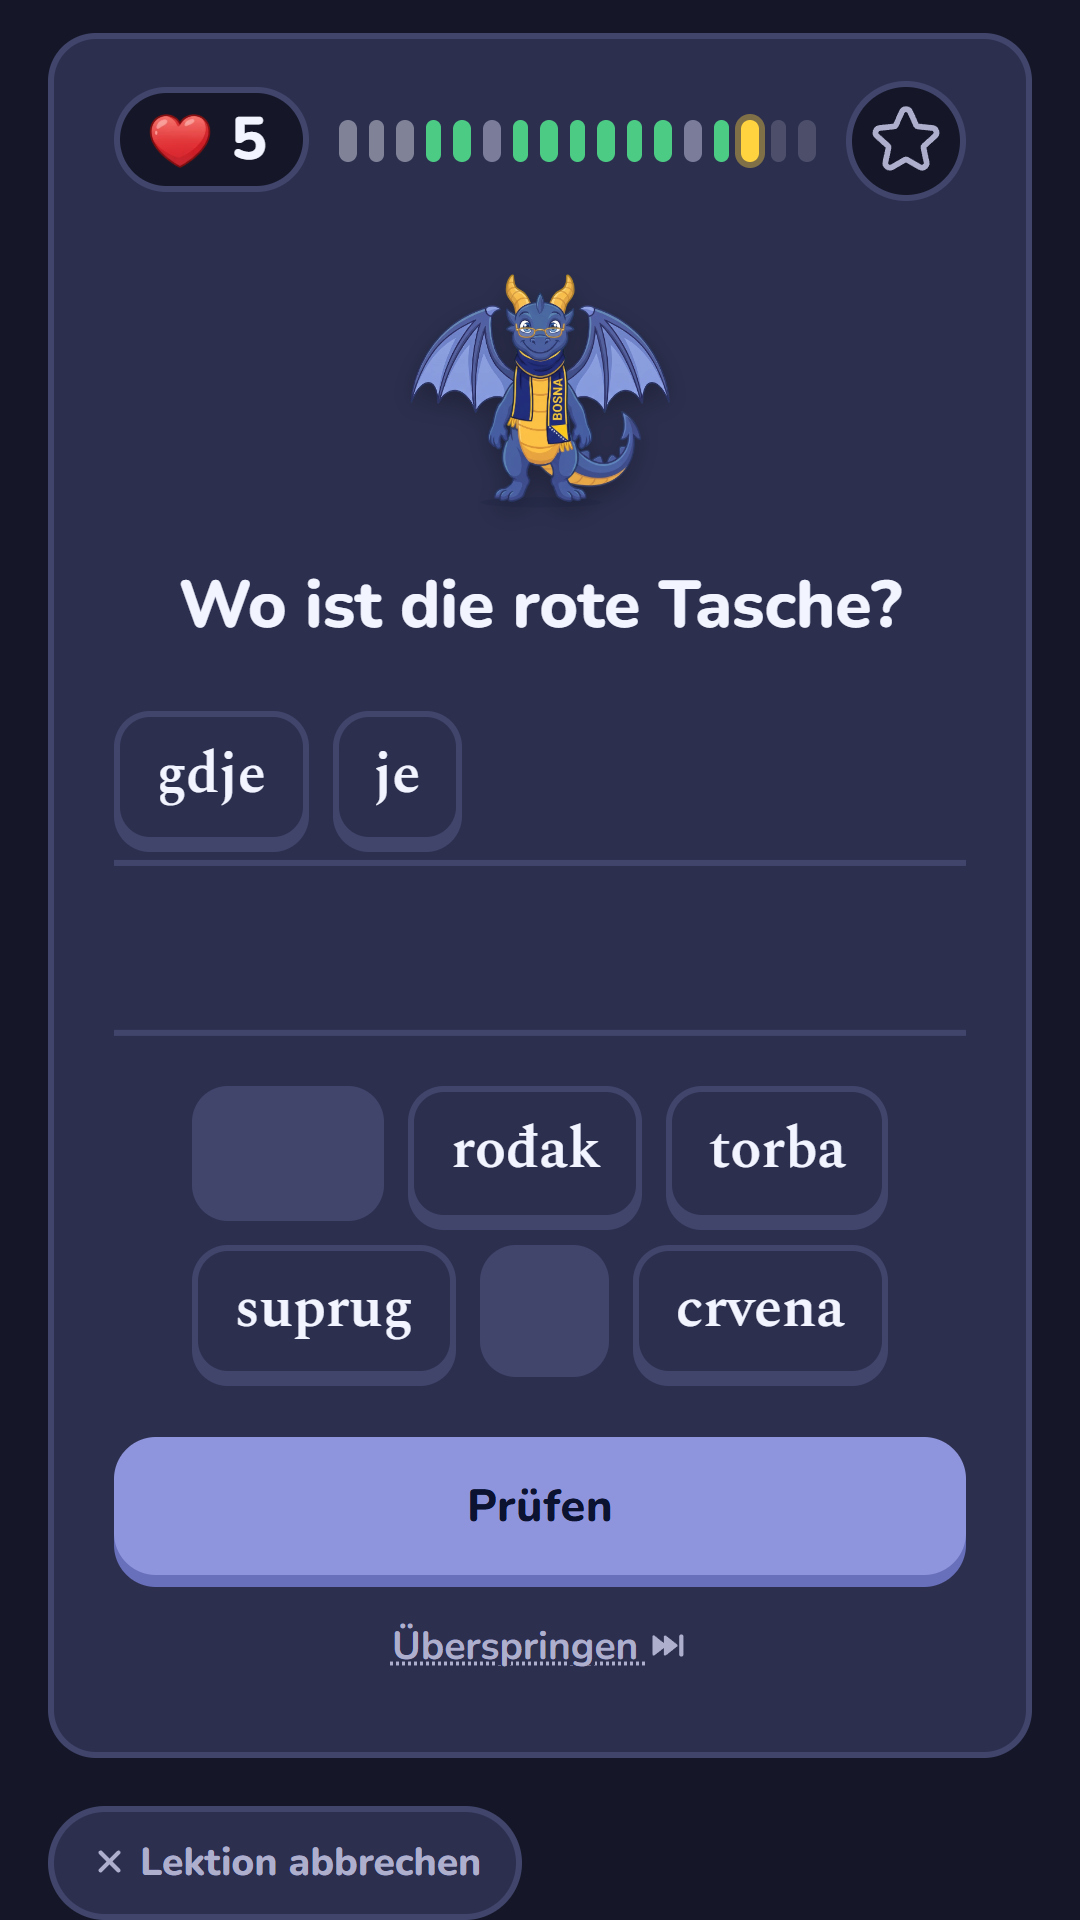 5
BOSNA
Wo ist die rote Tasche?
gdje je
rođak torba
suprug crvena
Prüfen
Überspringen
Lektion abbrechen